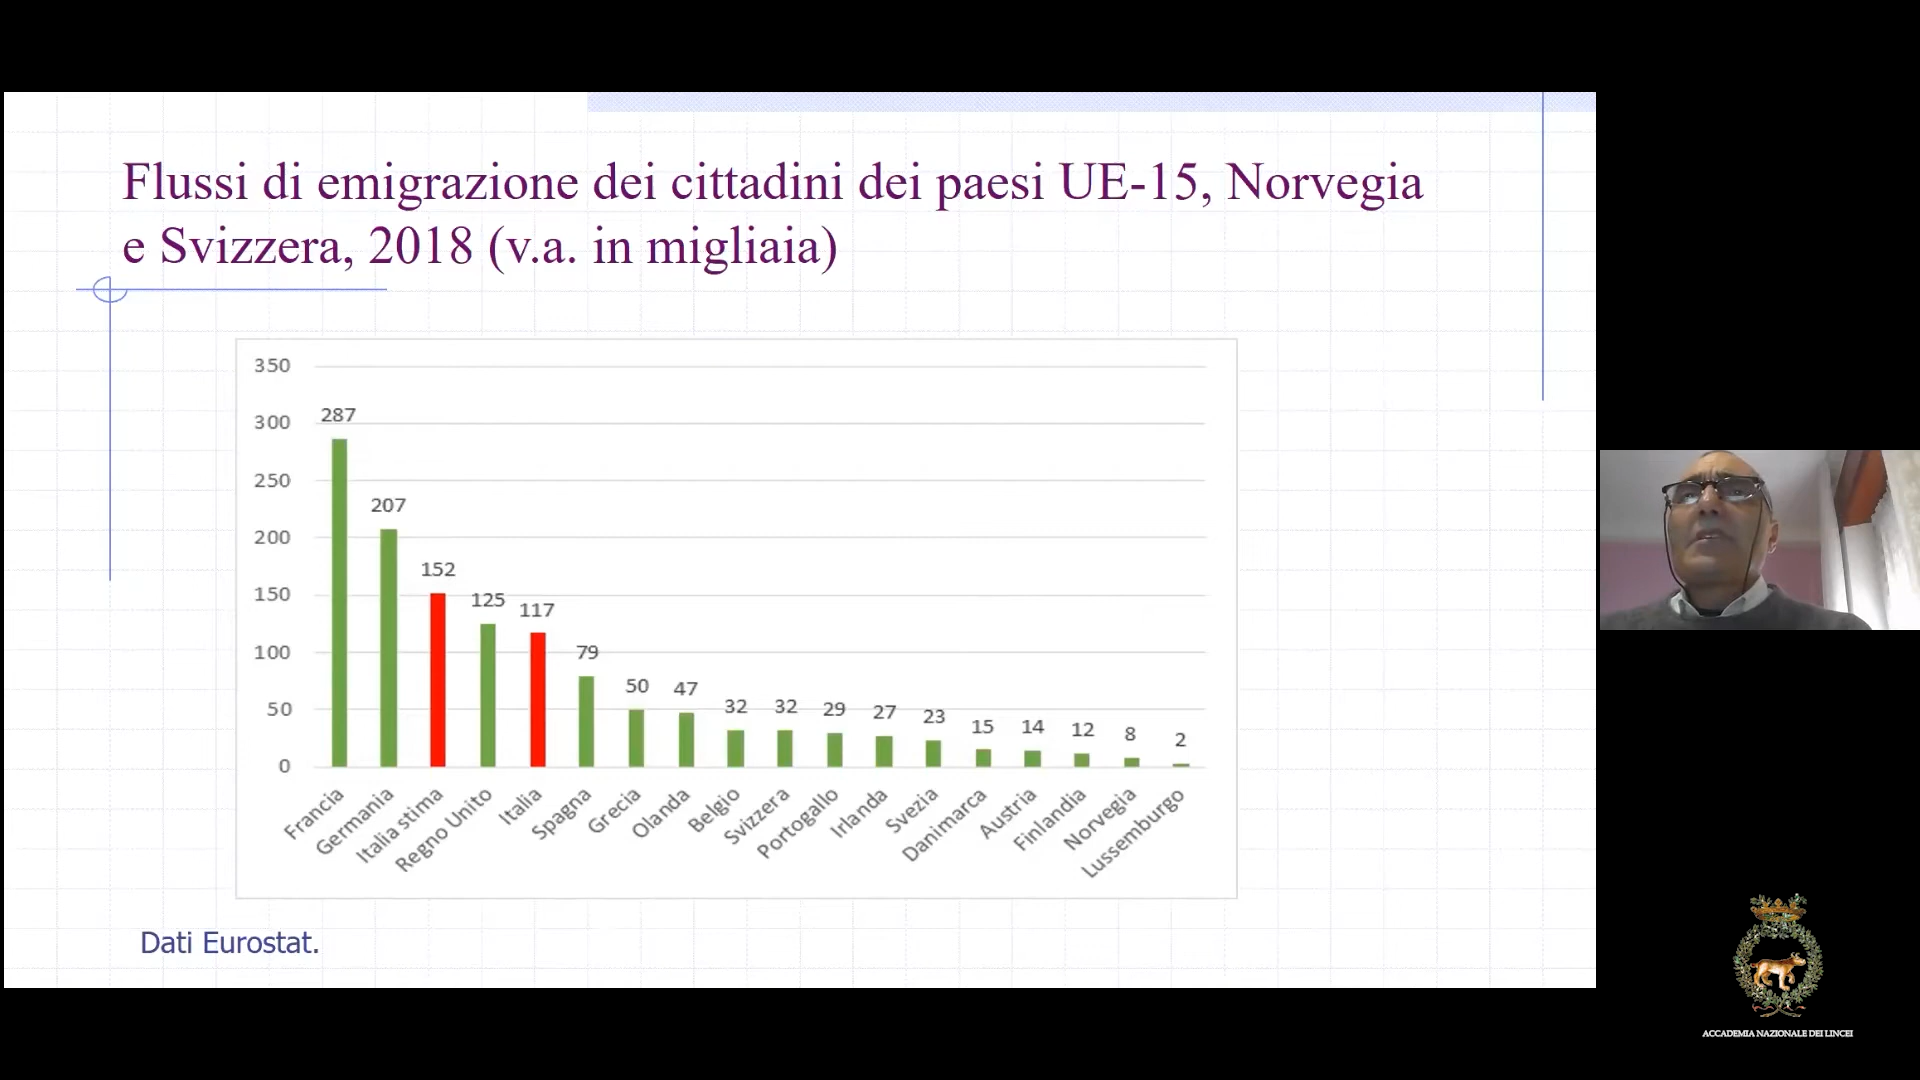 Flussi di emigrazione dei cittadini dei paesi UE-15, Norvegia
e Svizzera, 2018 (v.a. in migliaia)
350
300
250
200
150
100
50
0
287
207
152
125
117
79
50
47
32
32
29
27
23
15
14
12
8
2
Francia
Germania
Italia stima
Regno Unito
Italia
Spagna
Grecia
Olanda
Belgio
Svizzera
Portogallo
Irlanda
Svezia
Danimarca
Austria
Finlandia
Norvegia
Lussemburgo
Dati Eurostat.
ACCADEMIA NAZIONALE DEI LINCEI